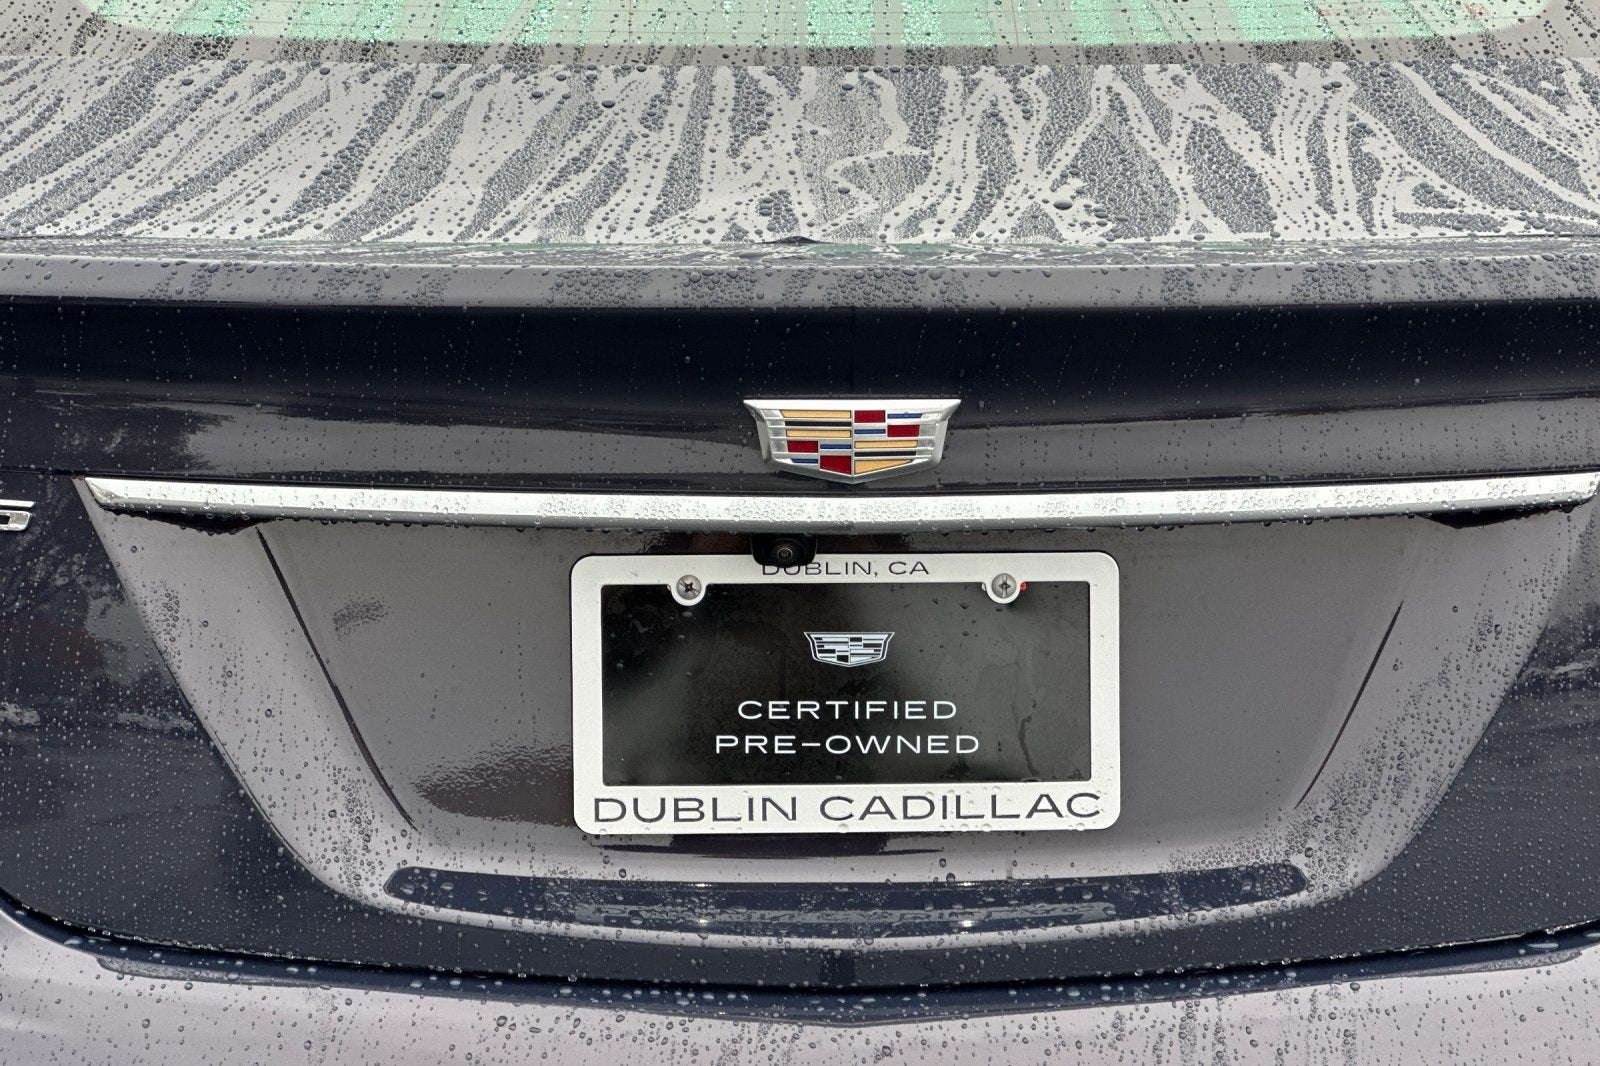 DUBLIN, CA
CERTIFIED
PRE-OWNED
DUBLIN CADILLAC